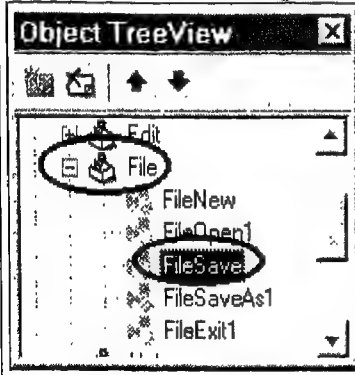 Object TreeView
Edit
File
FileNew
FileOpen1
FileSave
FileSaveAs1
FileExit1